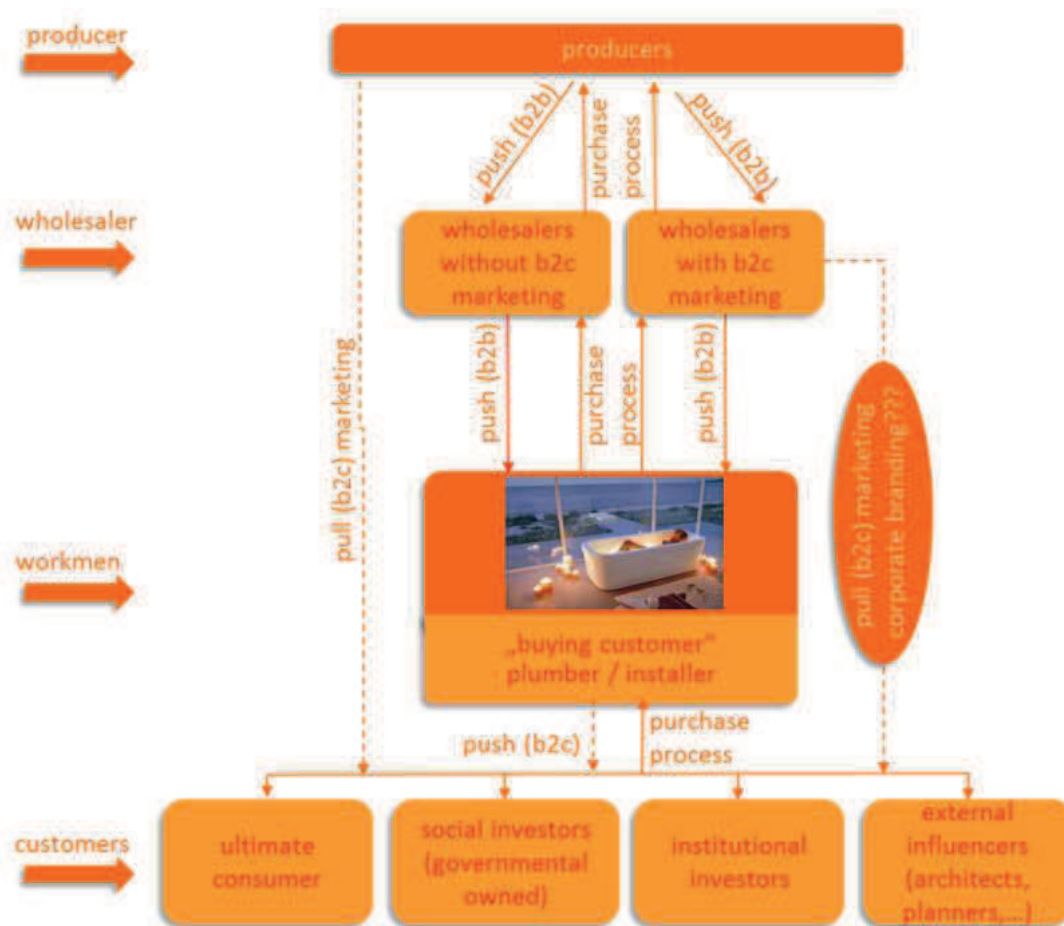 producer
producers
push (b2b)
purchase
process
push (b2b)
wholesaler
wholesalers
without b2c
marketing
wholesalers
with b2c
marketing
pull (b2c) marketing
push (b2b)
purchase
process
push (b2b)
pull (b2c) marketing
corporate branding???
workmen
„buying customer"
plumber / installer
push (b2c)
purchase
process
customers
ultimate
consumer
social investors
(governmental
owned)
institutional
investors
external
influencers
(architects,
planners,...)